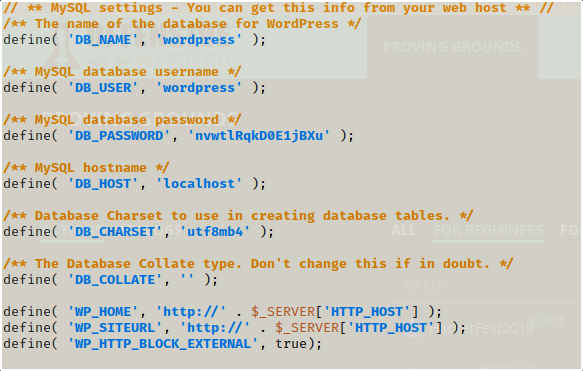 // ** MySQL settings - You can get this info from your web host ** //
/** The name of the database for WordPress */
define( 'DB_NAME', 'wordpress' );
PROVING GROUNDS
/** MySQL database username */
define( 'DB_USER', 'wordpress' );
/** MySQL database password */
define( 'DB_PASSWORD', 'nvwtlRqkD0E1jBXu' );
/** MySQL hostname */
define( 'DB_HOST', 'localhost' );
/** Database Charset to use in creating database tables. */
define( 'DB_CHARSET', 'utf8mb4' );
ALL FOR BEGINNERS
/** The Database Collate type. Don't change this if in doubt. */
define( 'DB_COLLATE', '' );
NAME
define( 'WP_HOME', 'http://' . $_SERVER['HTTP_HOST'] );
define( 'WP_SITEURL', 'http://' . $_SERVER['HTTP_HOST'] );
define( 'WP_HTTP_BLOCK_EXTERNAL', true);